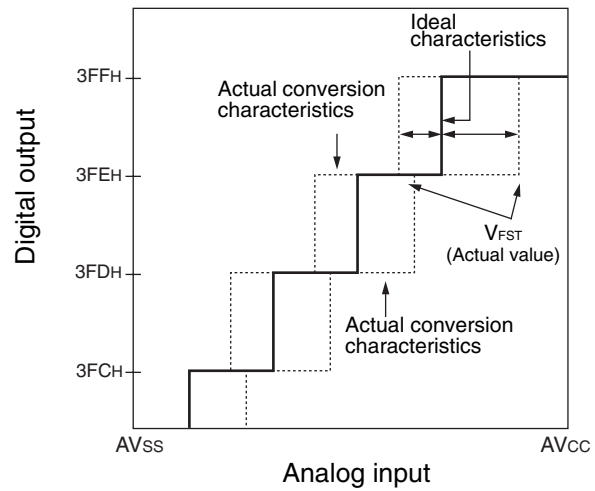 Ideal
characteristics
3FFH
Actual conversion
characteristics
3FEH
VFST
(Actual value)
3FDH
Actual conversion
characteristics
3FCH
AVSS
AVCC
Analog input
Digital output